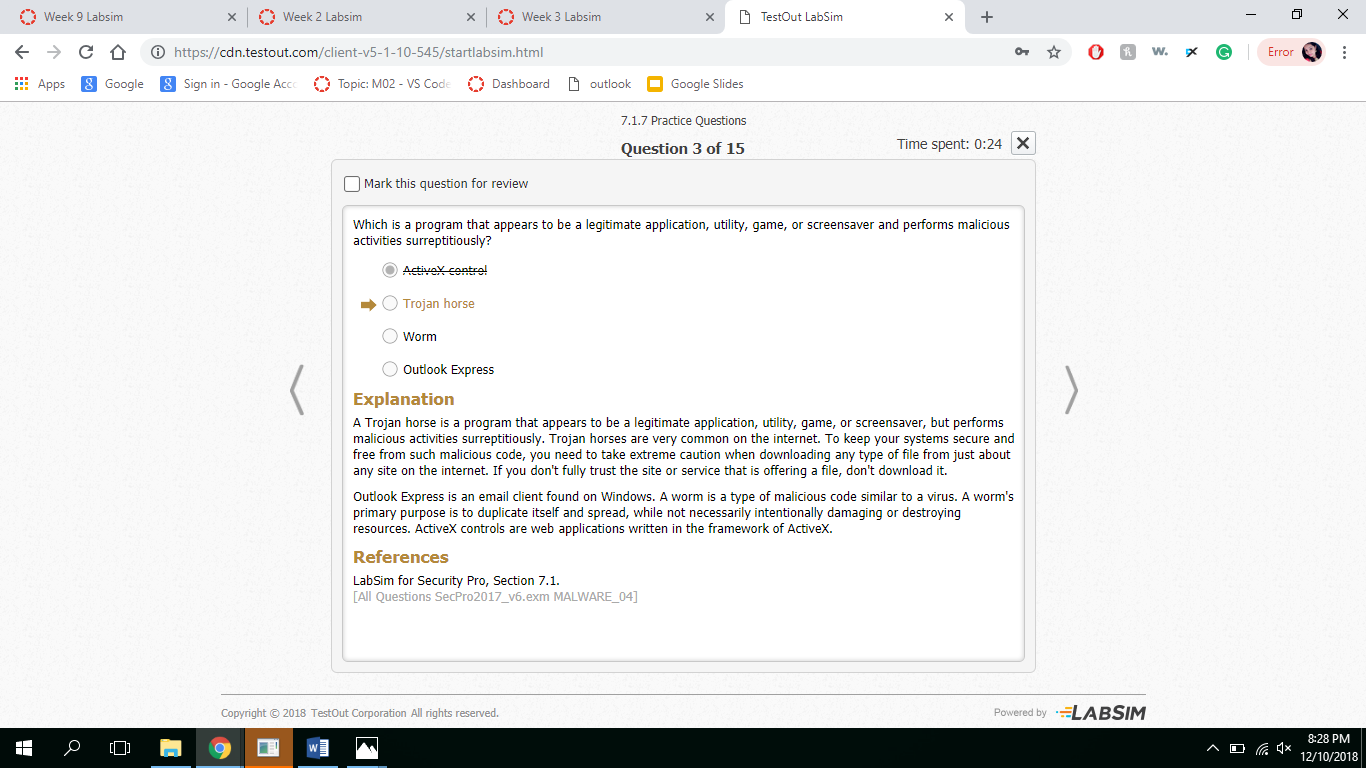 Week 9 Labsim
Week 2 Labsim
Week 3 Labsim
TestOut LabSim
https://cdn.testout.com/client-v5-1-10-545/startlabsim.html
Error
Apps
Google
Sign in - Google Acc
Topic: M02 - VS Code
Dashboard
outlook
Google Slides
7.1.7 Practice Questions
Question 3 of 15
Time spent: 0:24
Mark this question for review
Which is a program that appears to be a legitimate application, utility, game, or screensaver and performs malicious
activities surreptitiously?
ActiveX control
Trojan horse
Worm
Outlook Express
Explanation
A Trojan horse is a program that appears to be a legitimate application, utility, game, or screensaver, but performs
malicious activities surreptitiously. Trojan horses are very common on the internet. To keep your systems secure and
free from such malicious code, you need to take extreme caution when downloading any type of file from just about
any site on the internet. If you don't fully trust the site or service that is offering a file, don't download it.
Outlook Express is an email client found on Windows. A worm is a type of malicious code similar to a virus. A worm's
primary purpose is to duplicate itself and spread, while not necessarily intentionally damaging or destroying
resources. ActiveX controls are web applications written in the framework of ActiveX.
References
LabSim for Security Pro, Section 7.1.
[All Questions SecPro2017_v6.exm MALWARE_04]
Copyright © 2018 TestOut Corporation All rights reserved.
Powered by LABSIM
8:28 PM
12/10/2018